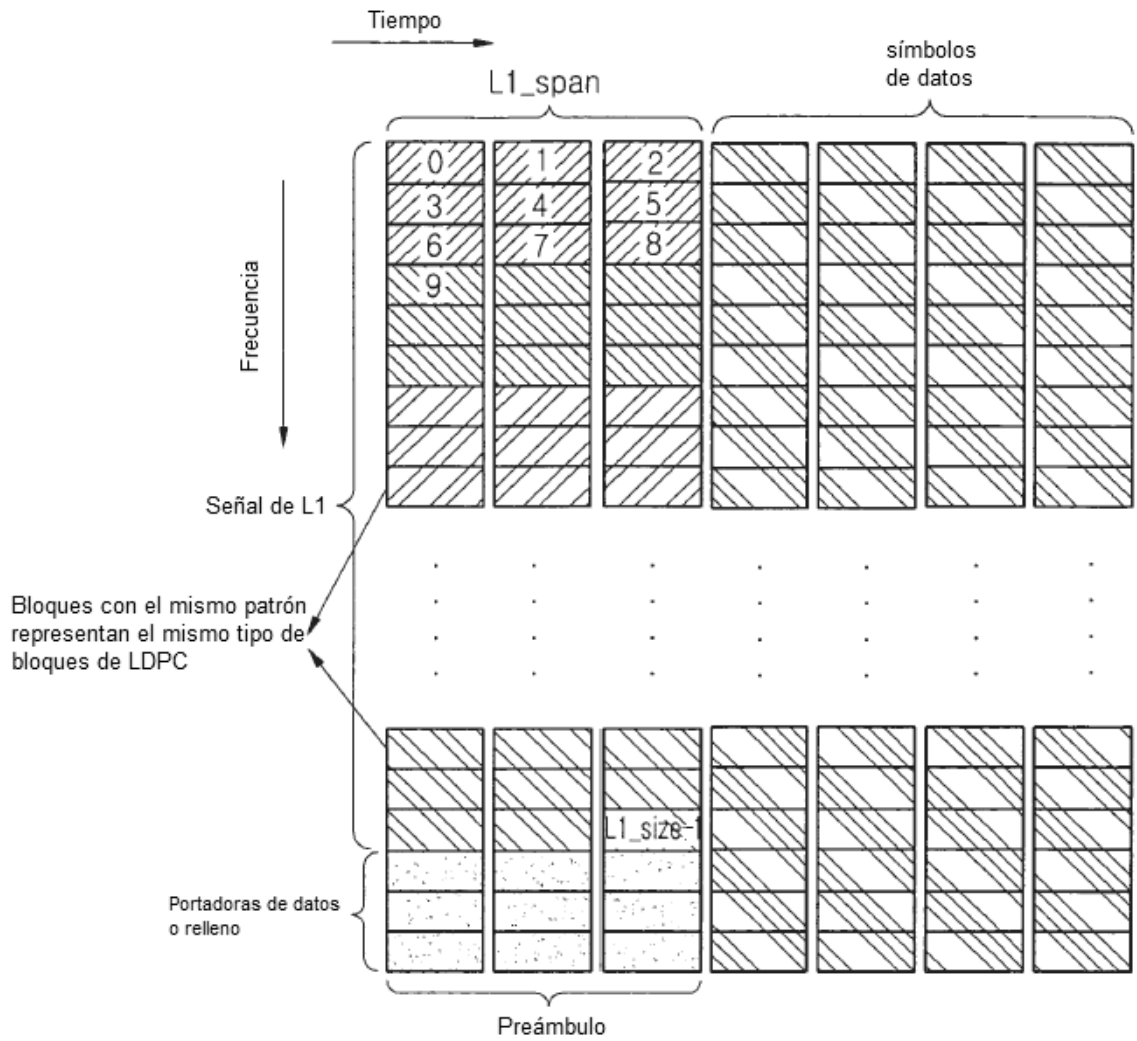 Tiempo
L1_span
símbolos
de datos
0 1 2
3 4 5
6 7 8
9
Frecuencia
Señal de L1
Bloques con el mismo patrón
representan el mismo tipo de
bloques de LDPC
L1_size-1
Portadoras de datos
o relleno
Preámbulo